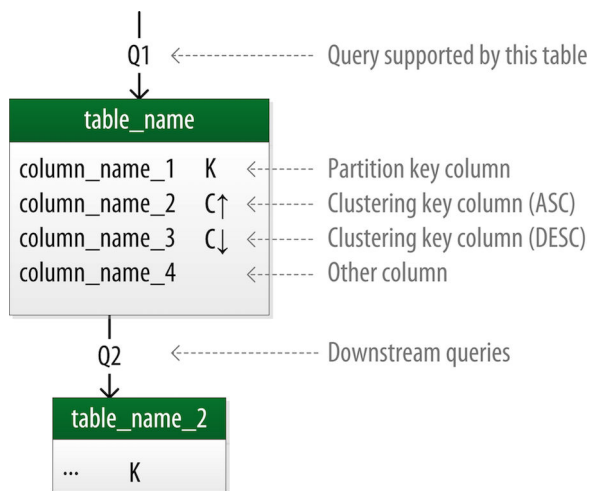 Q1 Query supported by this table
table_name
column_name_1 K Partition key column
column_name_2 C↑ Clustering key column (ASC)
column_name_3 C↓ Clustering key column (DESC)
column_name_4 Other column
Q2 Downstream queries
table_name_2
... K